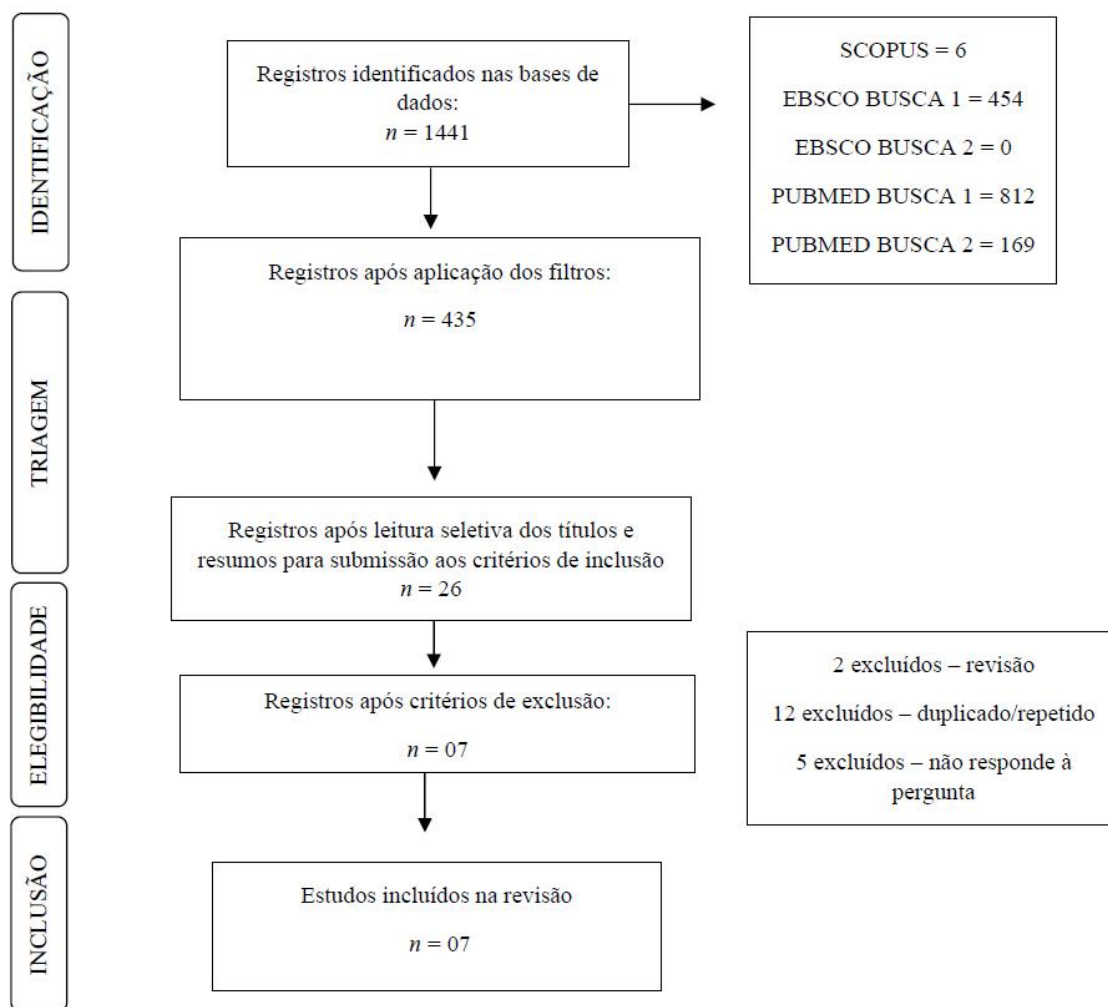 IDENTIFICAÇÃO
Registros identificados nas bases de
dados:
n = 1441
SCOPUS = 6
EBSCO BUSCA 1 = 454
EBSCO BUSCA 2 = 0
PUBMED BUSCA 1 = 812
PUBMED BUSCA 2 = 169
Registros após aplicação dos filtros:
n = 435
TRIAGEM
Registros após leitura seletiva dos títulos e
resumos para submissão aos critérios de inclusão
n = 26
ELEGIBILIDADE
Registros após critérios de exclusão:
n = 07
2 excluídos – revisão
12 excluídos – duplicado/repetido
5 excluídos – não responde à
pergunta
INCLUSÃO
Estudos incluídos na revisão
n = 07